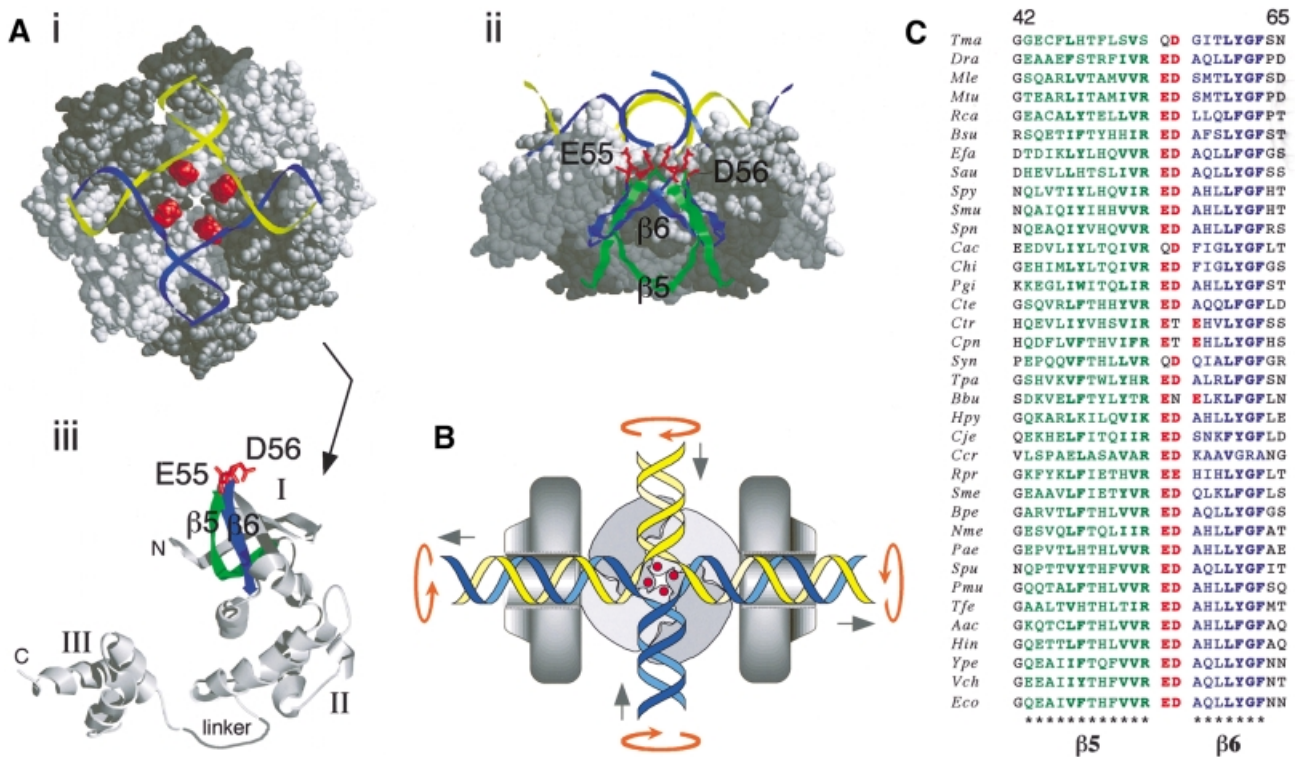 A i
ii
E55
D56
β6
β5
iii
D56
E55
I
β5
β6
N
III
C
II
linker
B
C
42 65
Tma GGECFLHTFLSVS QD GITLYGFSN
Dra GEAAEFSTRFIVR ED AQLLFGFPD
Mle GSQARLVTAMVVR ED SMTLYGFSD
Mtu GTEARLITAMIVR ED SMTLYGFPD
Rca GEACALYTELLVR ED LLQLFGFPT
Bsu RSQETIFTYHHIR ED AFSLYGFST
Efa DTDIKLYLHQVVR ED AQLLFGFGS
Sau DHEVLLHTSLIVR ED AQLLYGFSS
Spy NQLVTIYLHQVIR ED AHLLFGFHT
Smu NQAIQIYIHHVVR ED AHLLYGFHT
Spn NQEAQIYVHQVVR ED AHLLYGFRS
Cac EEDVLIYLTQIVR QD FIGLYGFLT
Chi GEHIMLYLTQIVR ED FIGLYGFGS
Pgi KKEGLIWITQLIR ED AHLLYGFST
Cte GSQVRLFTHHYVR ED AQQLFGFLD
Ctr HQEVLIYVHSVIR ET EHVLYGFSS
Cpn HQDFLVFTHVIFR ET EHLLYGFHS
Syn PEPQQVFTHLLVR QD QIALFGFGR
Tpa GSHVKVFTWLYHR ED ALRLFGFSN
Bbu SDKVELFTYLYTR EN ELKLFGFLN
Hpy GQKARLKILQVIK ED AHLLYGFLE
Cje QEKHELFITQIIR ED SNKFYGFLD
Ccr VLSPAELASAVAR ED KAAVGRANG
Rpr GKFYKLFIETHVR EE HIHLYGFLT
Sme GEAAVLFIETYVR ED QLKLFGFLS
Bpe GARVTLFTHLVVR ED AQLLFGFGS
Nme GESVQLFTQLIIR ED AHLLFGFAT
Pae GEPVTLHTHLVVR ED AHLLYGFAE
Spu NQPTTVYTHFVVR ED AQLLYGFIT
Pmu GQQTALFTHLVVR ED AHLLFGFSQ
Tfe GAALTVHTHLTIR ED AHLLYGFMT
Aac GKQTCLFTHLVVR ED AHLLYGFAQ
Hin GQETTLFTHLVVR ED AHLLFGFAQ
Ype GQEAIIFTQFVVR ED AQLLYGFNN
Vch GEEAIIYTHFVVR ED AQLLYGFNT
Eco GQEAIVFTHFVVR ED AQLLYGFNN
************ *******
β5 β6